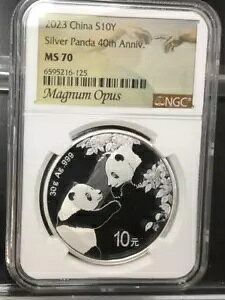 2023 China S10Y
Silver Panda 40th Anniv.
MS 70
6595216-125
Magnum Opus
NGC
30g Ag.999
10元